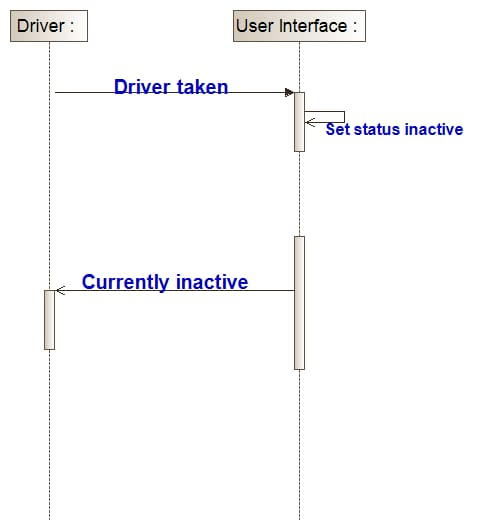 Driver :
User Interface :
Driver taken
Set status inactive
Currently inactive